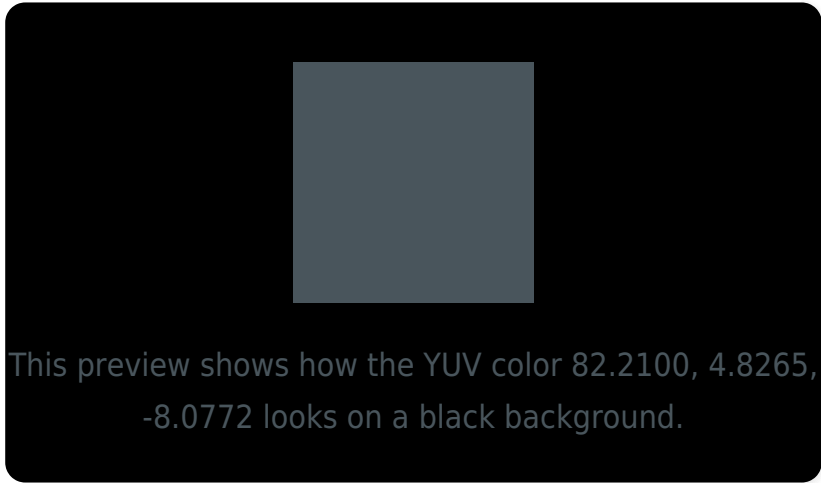 This preview shows how the YUV color 82.2100, 4.8265,
-8.0772 looks on a black background.